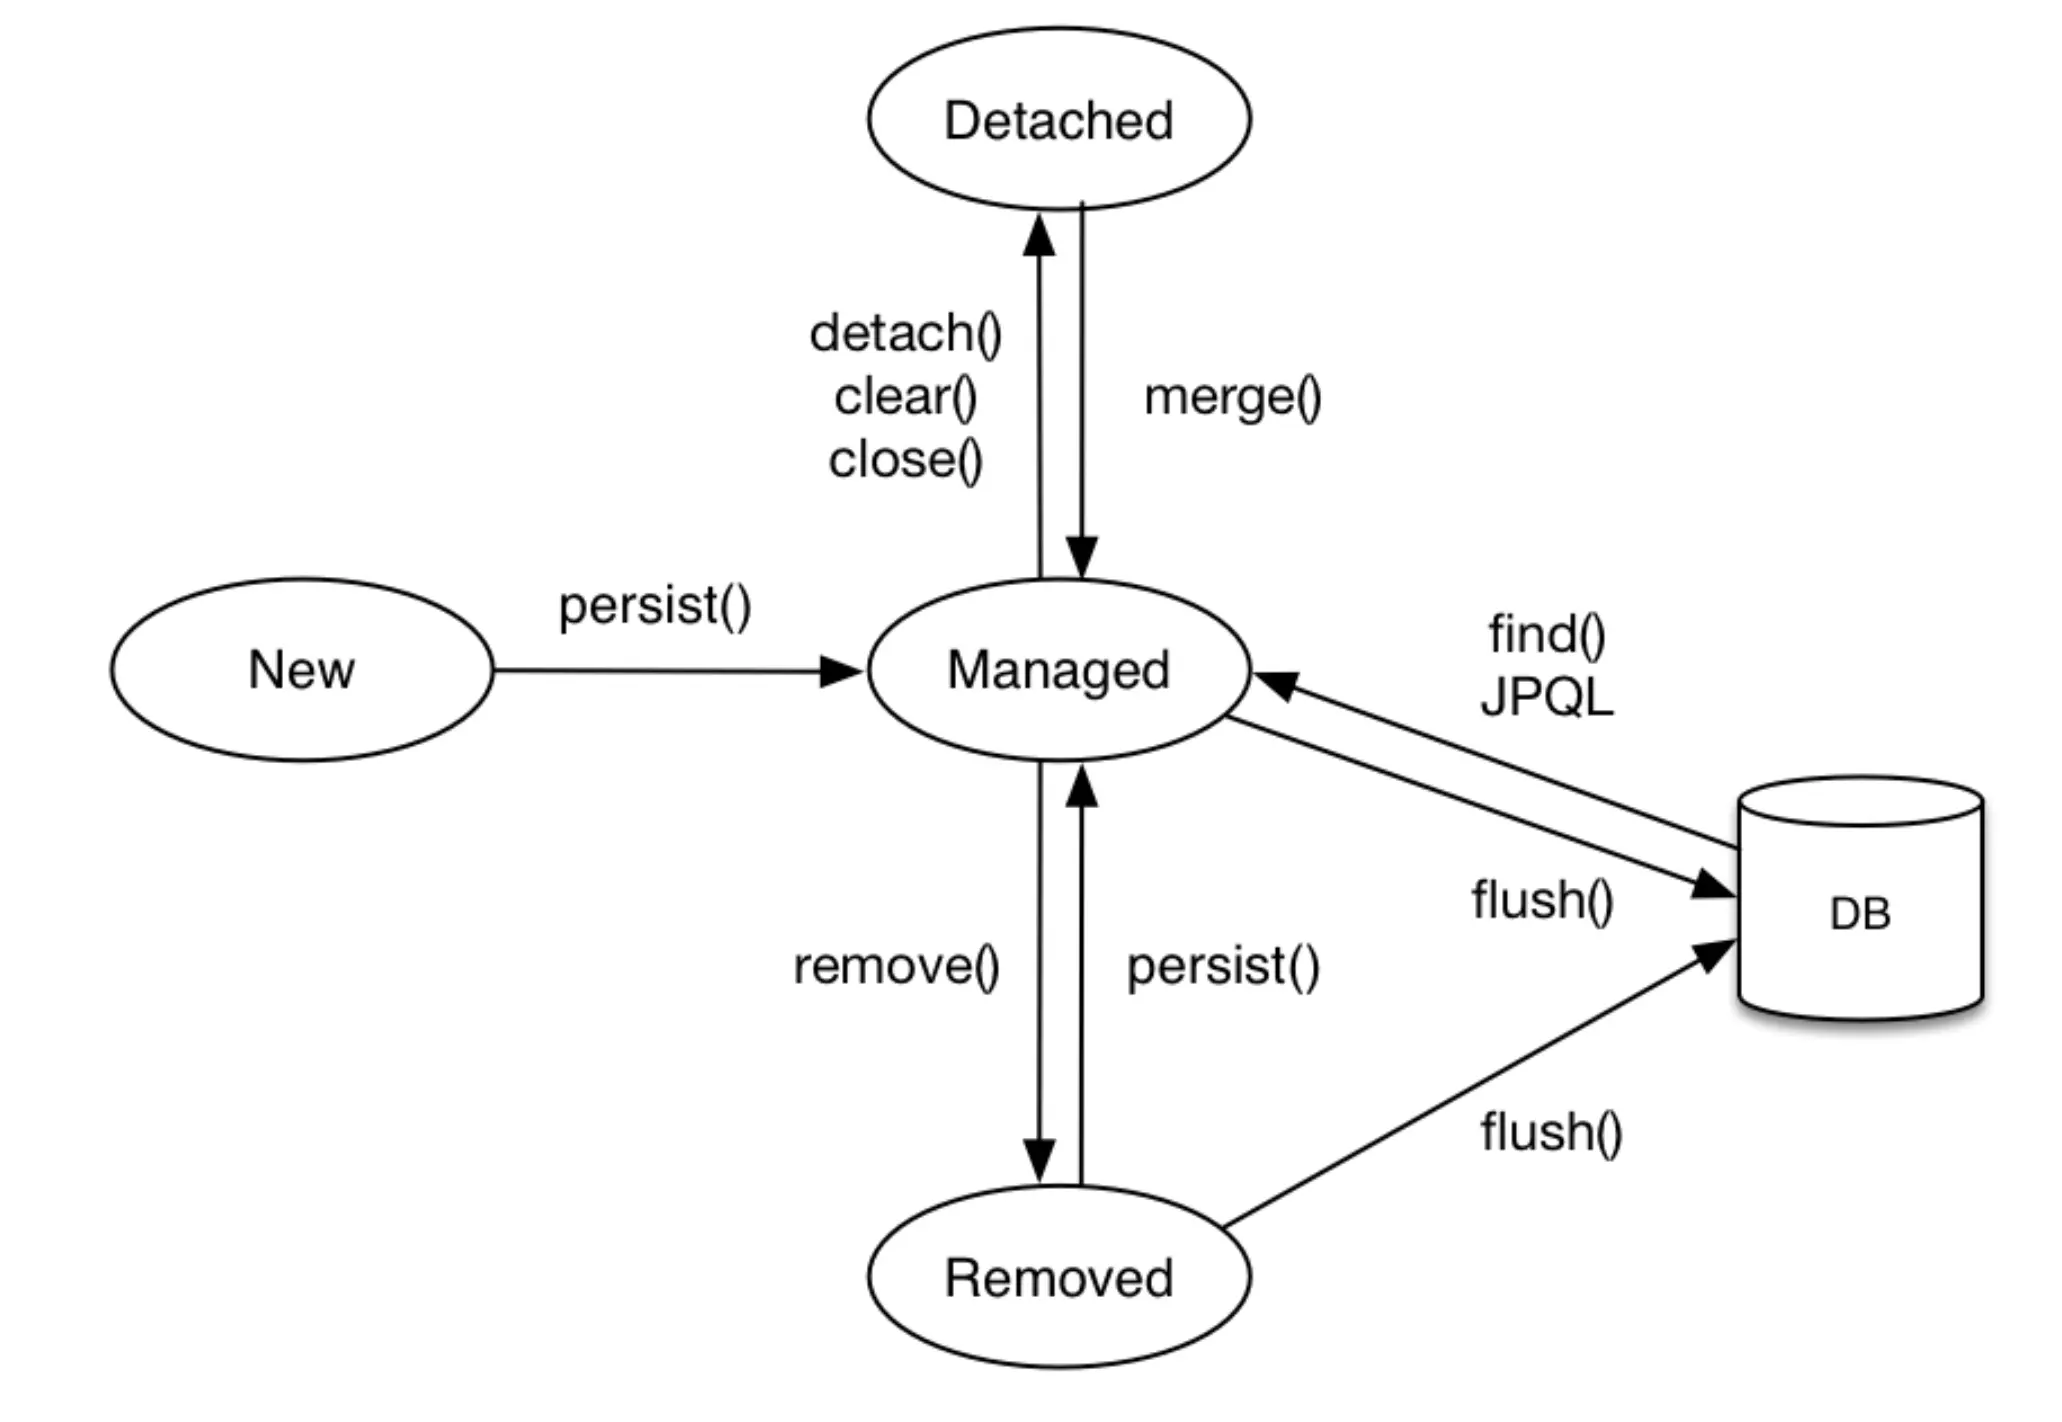 Detached
detach()
clear()
close()
merge()
New
persist()
Managed
find()
JPQL
flush()
DB
remove()
persist()
flush()
Removed